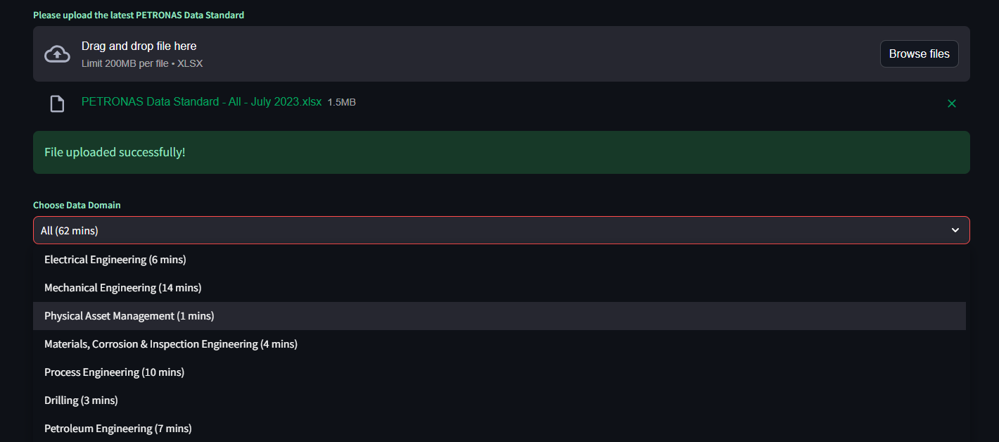 Please upload the latest PETRONAS Data Standard
Drag and drop file here
Limit 200MB per file • XLSX
Browse files
PETRONAS Data Standard - All - July 2023.xlsx 1.5MB
File uploaded successfully!
Choose Data Domain
All (62 mins)
Electrical Engineering (6 mins)
Mechanical Engineering (14 mins)
Physical Asset Management (1 mins)
Materials, Corrosion & Inspection Engineering (4 mins)
Process Engineering (10 mins)
Drilling (3 mins)
Petroleum Engineering (7 mins)